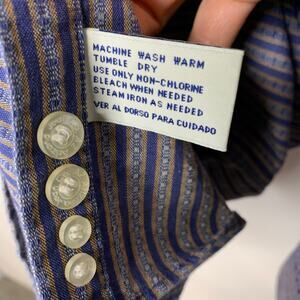 MACHINE WASH WARM
TUMBLE DRY
USE ONLY NON-CHLORINE
BLEACH WHEN NEEDED
STEAM IRON AS NEEDED
VER AL DORSO PARA CUIDADO